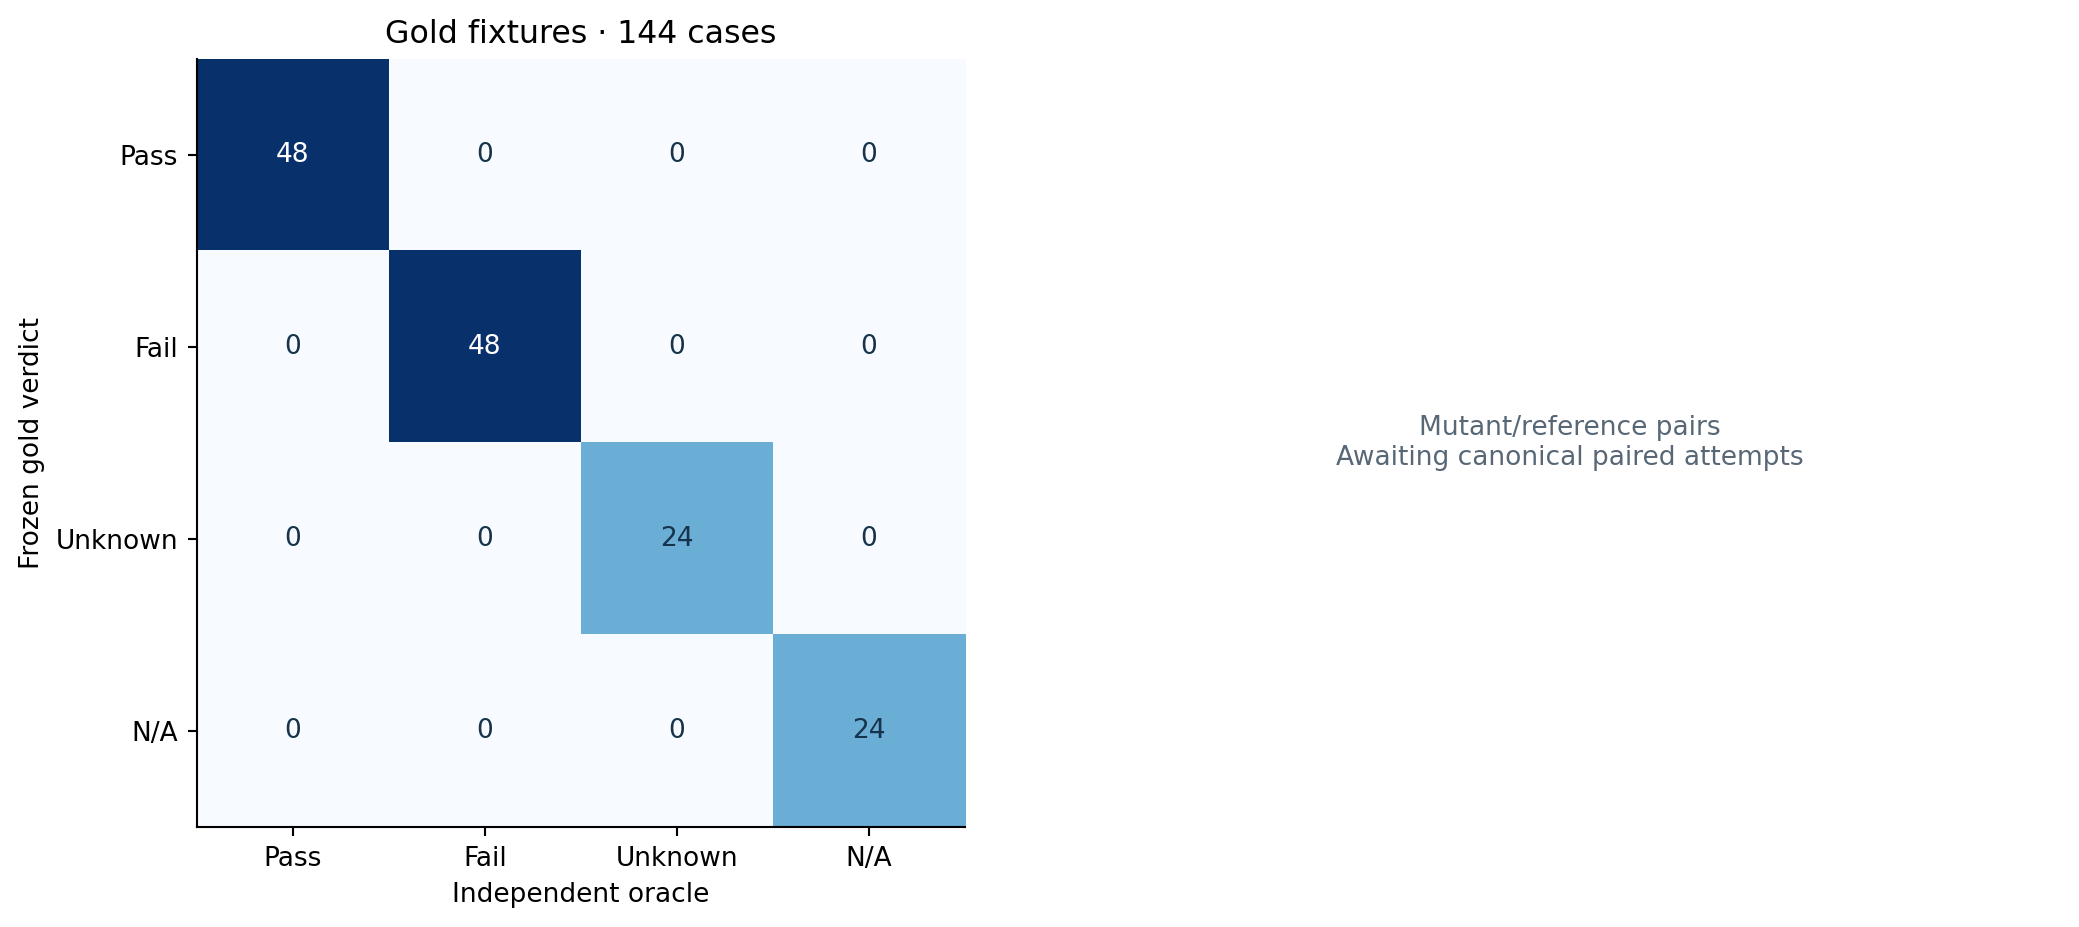 Gold fixtures · 144 cases
Frozen gold verdict
Pass
48 0 0 0
Fail
0 48 0 0
Unknown
0 0 24 0
N/A
0 0 0 24
Pass Fail Unknown N/A
Independent oracle
Mutant/reference pairs
Awaiting canonical paired attempts